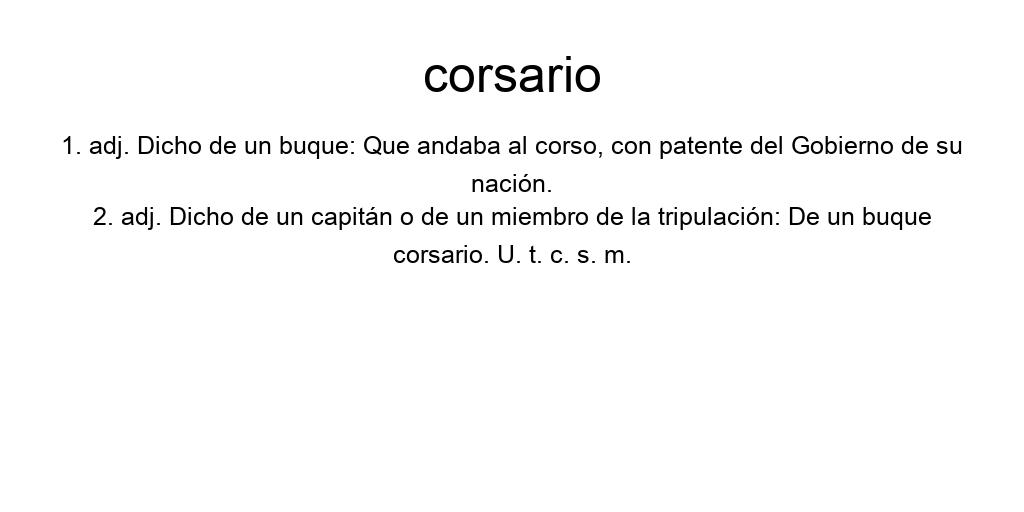 corsario
1. adj. Dicho de un buque: Que andaba al corso, con patente del Gobierno de su
nación.
2. adj. Dicho de un capitán o de un miembro de la tripulación: De un buque
corsario. U. t. c. s. m.